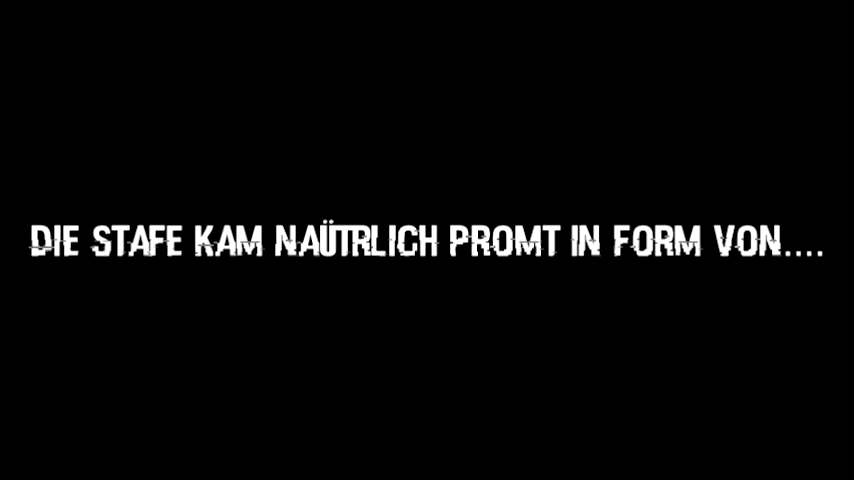 DIE STAFE KAM NAÜTRLICH PROMT IN FORM VON....